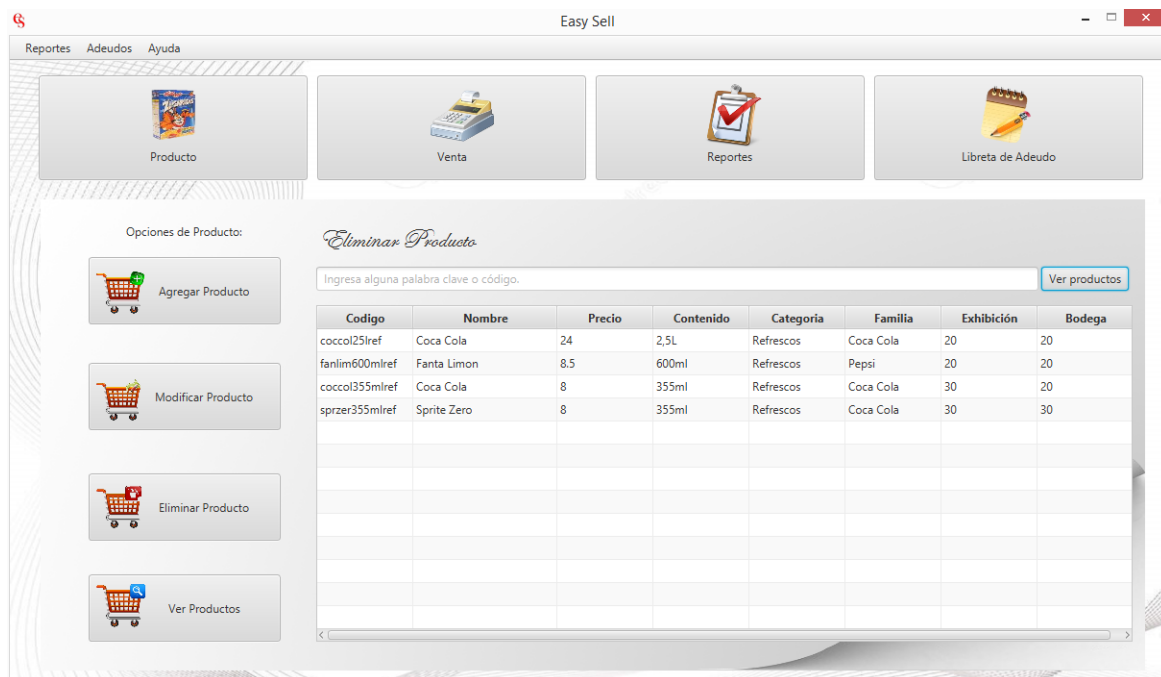 Easy Sell
Reportes Adeudos Ayuda
Producto Venta Reportes Libreta de Adeudo
Opciones de Producto:
Eliminar Producto
Agregar Producto
Ingresa alguna palabra clave o código. Ver productos
Codigo Nombre Precio Contenido Categoria Familia Exhibición Bodega
coccol25lref Coca Cola 24 2,5L Refrescos Coca Cola 20 20
fanlim600mlref Fanta Limon 8.5 600ml Refrescos Pepsi 20 20
coccol355mlref Coca Cola 8 355ml Refrescos Coca Cola 30 20
sprzer355mlref Sprite Zero 8 355ml Refrescos Coca Cola 30 30
Modificar Producto
Eliminar Producto
Ver Productos